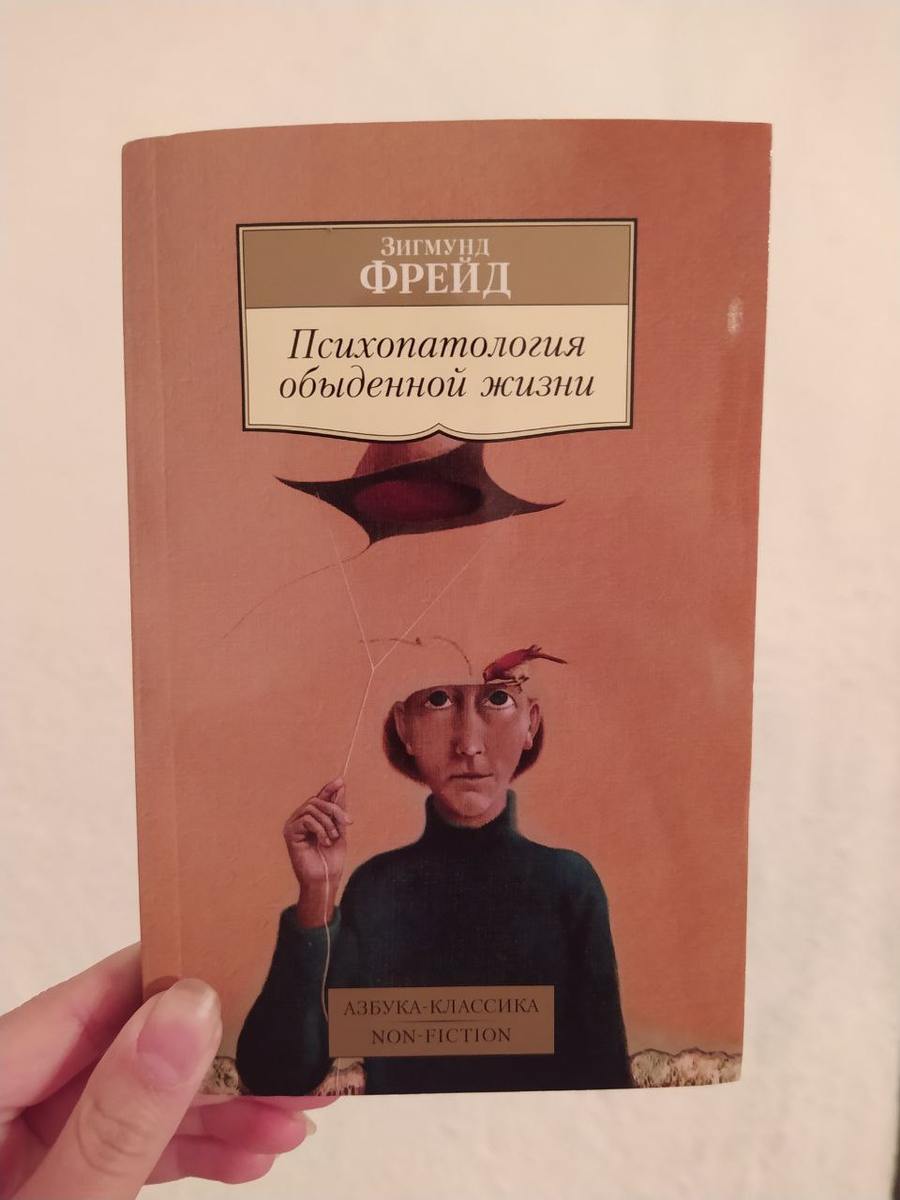 Зигмунд
ФРЕЙД
Психопатология
обыденной жизни
АЗБУКА-КЛАССИКА
NON-FICTION